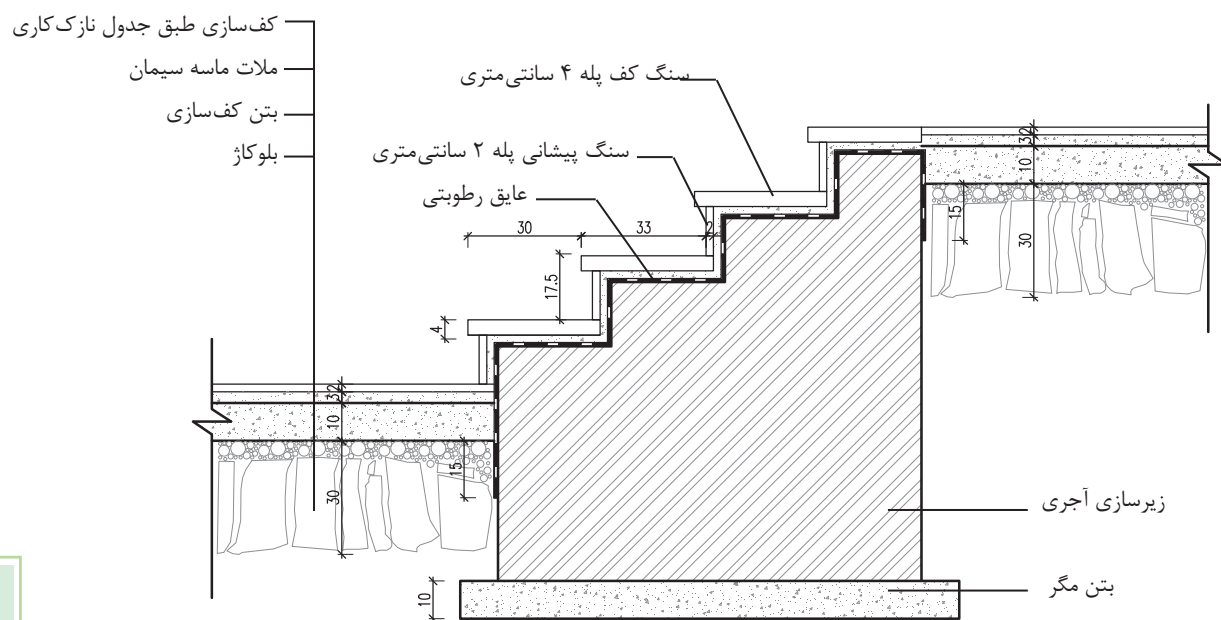 کف‌سازی طبق جدول نازک‌کاری
ملات ماسه سیمان
بتن کف‌سازی
بلوکاژ
سنگ کف پله ۴ سانتی‌متری
سنگ پیشانی پله ۲ سانتی‌متری
عایق رطوبتی
30
33
2
17.5
4
32
10
15
30
32
10
15
30
زیرسازی آجری
بتن مگر
10